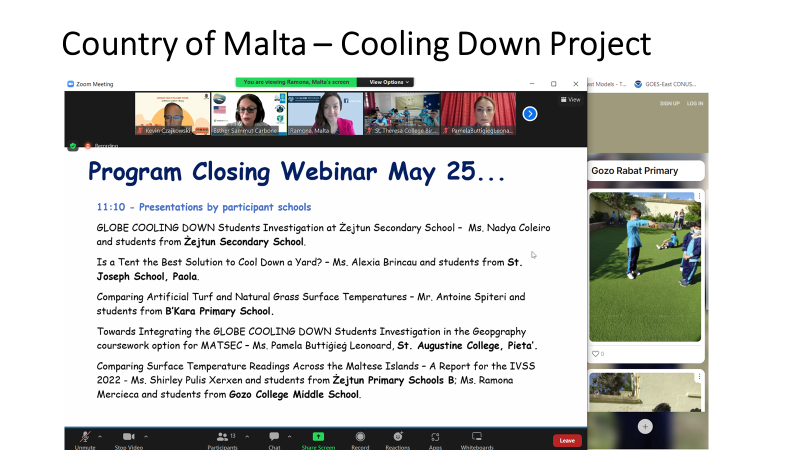 Country of Malta – Cooling Down Project
Zoom Meeting
You are viewing Ramona, Malta's screen
View Options
View
Kevin Czajkowski
Esther Sammut Carbone
Ramona, Malta
St. Theresa College Bir...
PamelaButtigiegLeona...
Recording
Program Closing Webinar May 25...
11:10 - Presentations by participant schools
GLOBE COOLING DOWN Students Investigation at Żejtun Secondary School – Ms. Nadya Coleiro
and students from Żejtun Secondary School.
Is a Tent the Best Solution to Cool Down a Yard? – Ms. Alexia Brincau and students from St.
Joseph School, Paola.
Comparing Artificial Turf and Natural Grass Surface Temperatures – Mr. Antoine Spiteri and
students from B'Kara Primary School.
Towards Integrating the GLOBE COOLING DOWN Students Investigation in the Geopgraphy
coursework option for MATSEC – Ms. Pamela Buttigieg Leonoard, St. Augustine College, Pieta'.
Comparing Surface Temperature Readings Across the Maltese Islands – A Report for the IVSS
2022 - Ms. Shirley Pulis Xerxen and students from Żejtun Primary Schools B; Ms. Ramona
Mercieca and students from Gozo College Middle School.
Unmute
Stop Video
Participants
13
Chat
Share Screen
Record
Reactions
Apps
Whiteboards
Leave
st Models - T...
GOES-East CONUS...
SIGN UP
LOG IN
Gozo Rabat Primary
0